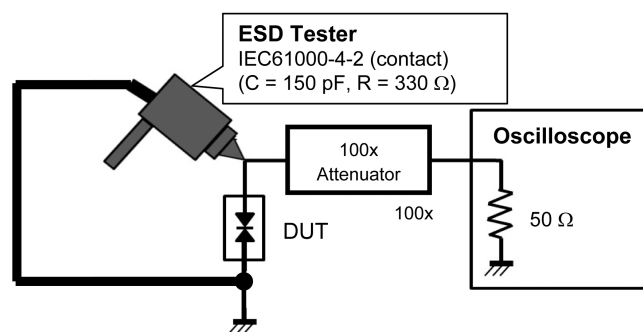 ESD Tester
IEC61000-4-2 (contact)
(C = 150 pF, R = 330 Ω)
100x
Attenuator
100x
Oscilloscope
50 Ω
DUT